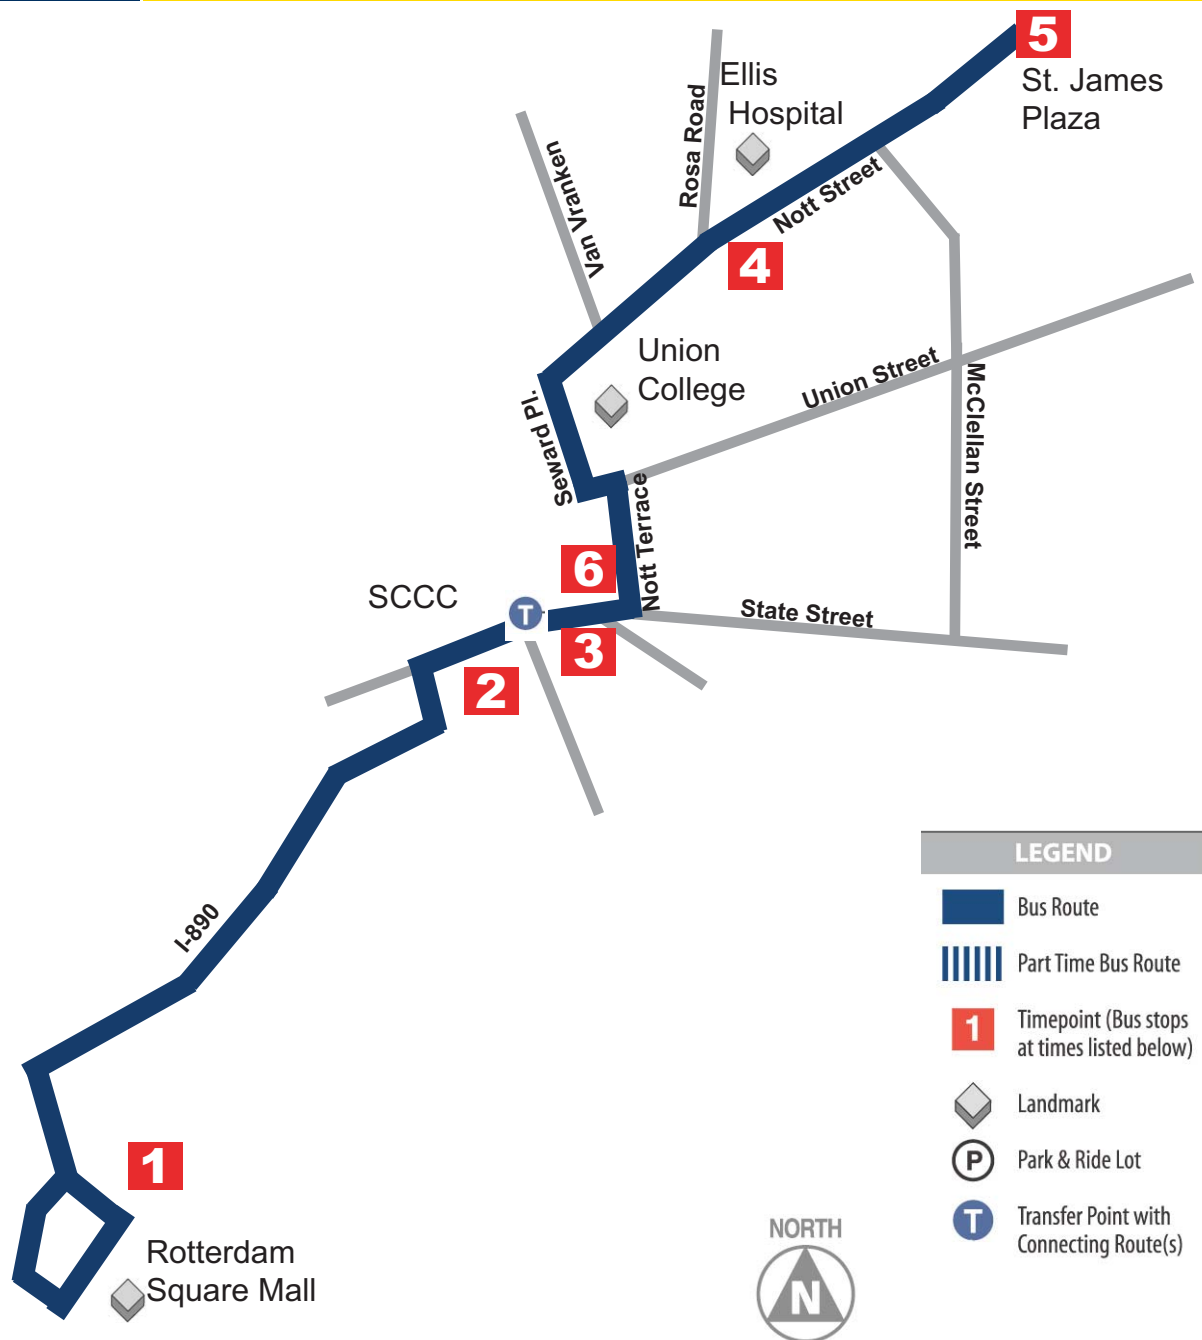 5
St. James
Plaza
Ellis
Hospital
Rosa Road
Van Vranken
Nott Street
4
Union
College
Union Street
McClellan Street
Seward Pl.
Nott Terrace
6
SCCC
T
State Street
3
2
I-890
1
Rotterdam
Square Mall
LEGEND
Bus Route
Part Time Bus Route
1
Timepoint (Bus stops
at times listed below)
Landmark
P
Park & Ride Lot
T
Transfer Point with
Connecting Route(s)
NORTH
N